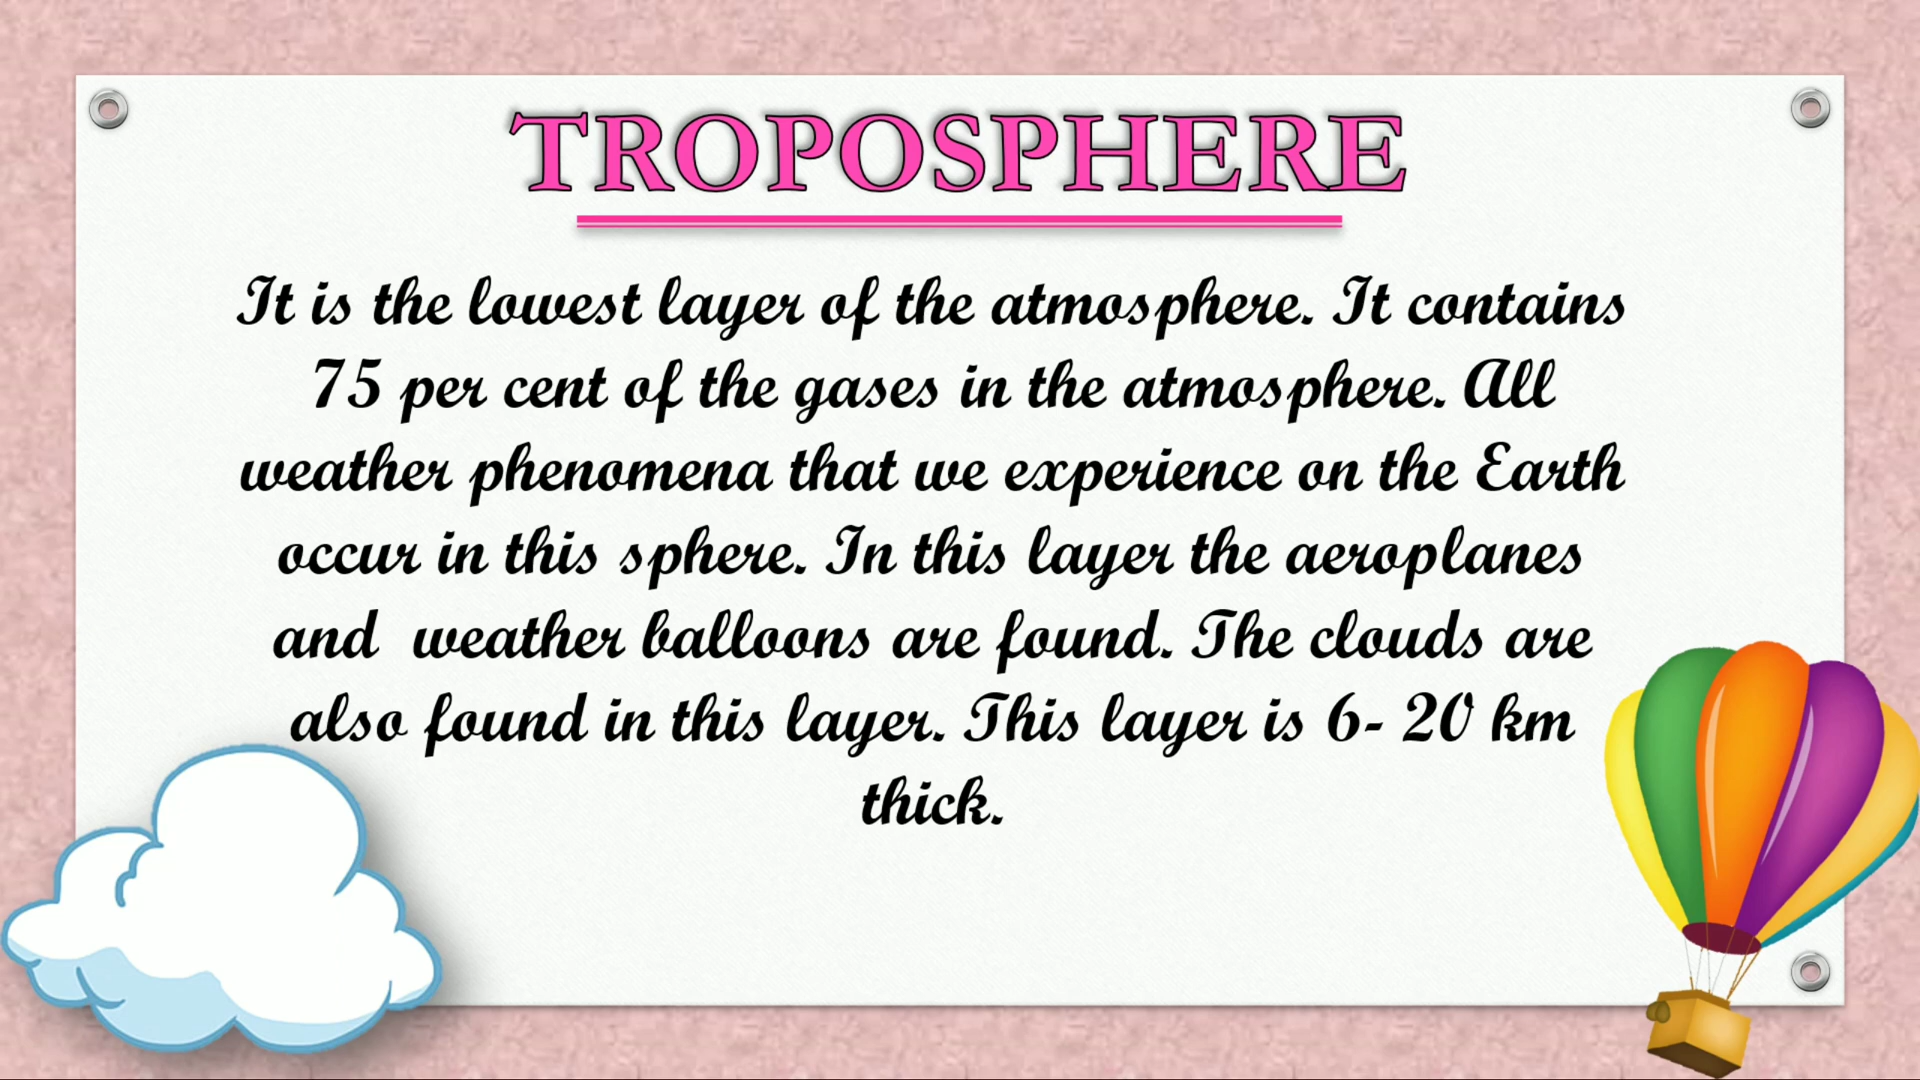 TROPOSPHERE
It is the lowest layer of the atmosphere. It contains
75 per cent of the gases in the atmosphere. All
weather phenomena that we experience on the Earth
occur in this sphere. In this layer the aeroplanes
and  weather balloons are found. The clouds are
also found in this layer. This layer is 6- 20 km
thick.